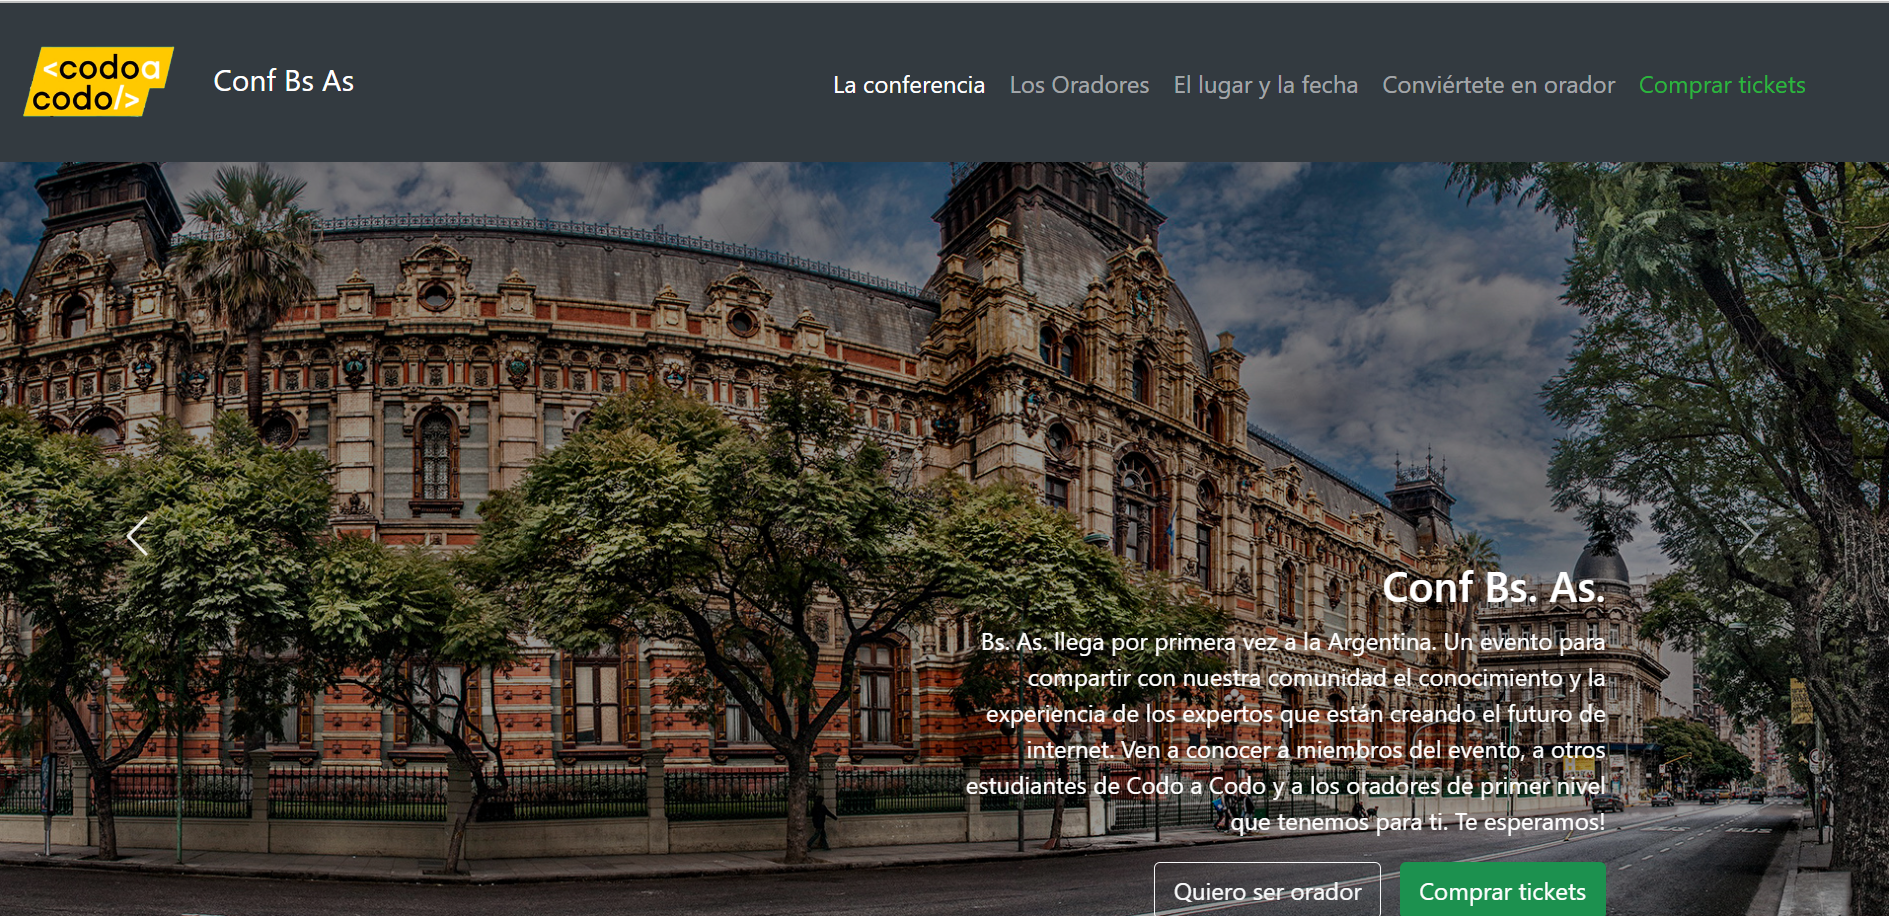 <codoa
codo/>
Conf Bs As
La conferencia Los Oradores El lugar y la fecha Conviértete en orador Comprar tickets
Conf Bs. As.
Bs. As. llega por primera vez a la Argentina. Un evento para
compartir con nuestra comunidad el conocimiento y la
experiencia de los expertos que están creando el futuro de
internet. Ven a conocer a miembros del evento, a otros
estudiantes de Codo a Codo y a los oradores de primer nivel
que tenemos para ti. Te esperamos!
Quiero ser orador Comprar tickets